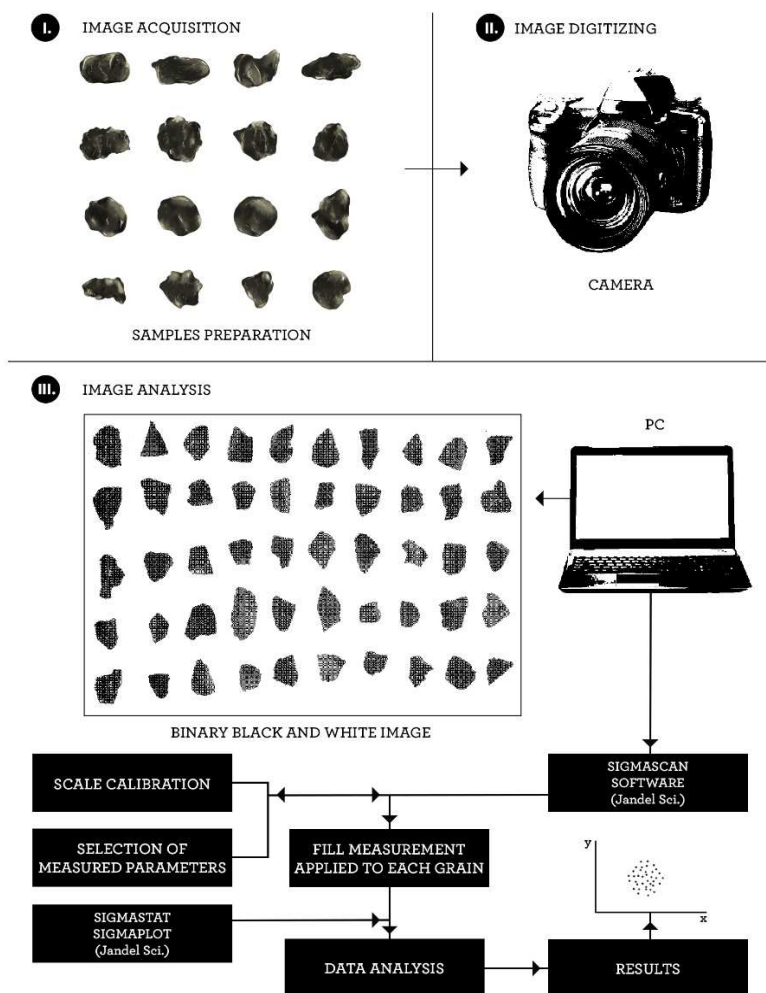 I. IMAGE ACQUISITION
II. IMAGE DIGITIZING
SAMPLES PREPARATION
CAMERA
III. IMAGE ANALYSIS
PC
BINARY BLACK AND WHITE IMAGE
SCALE CALIBRATION
SELECTION OF
MEASURED PARAMETERS
SIGMASTAT
SIGMAPLOT
(Jandel Sci.)
FILL MEASUREMENT
APPLIED TO EACH GRAIN
DATA ANALYSIS
SIGMASCAN
SOFTWARE
(Jandel Sci.)
y
x
RESULTS